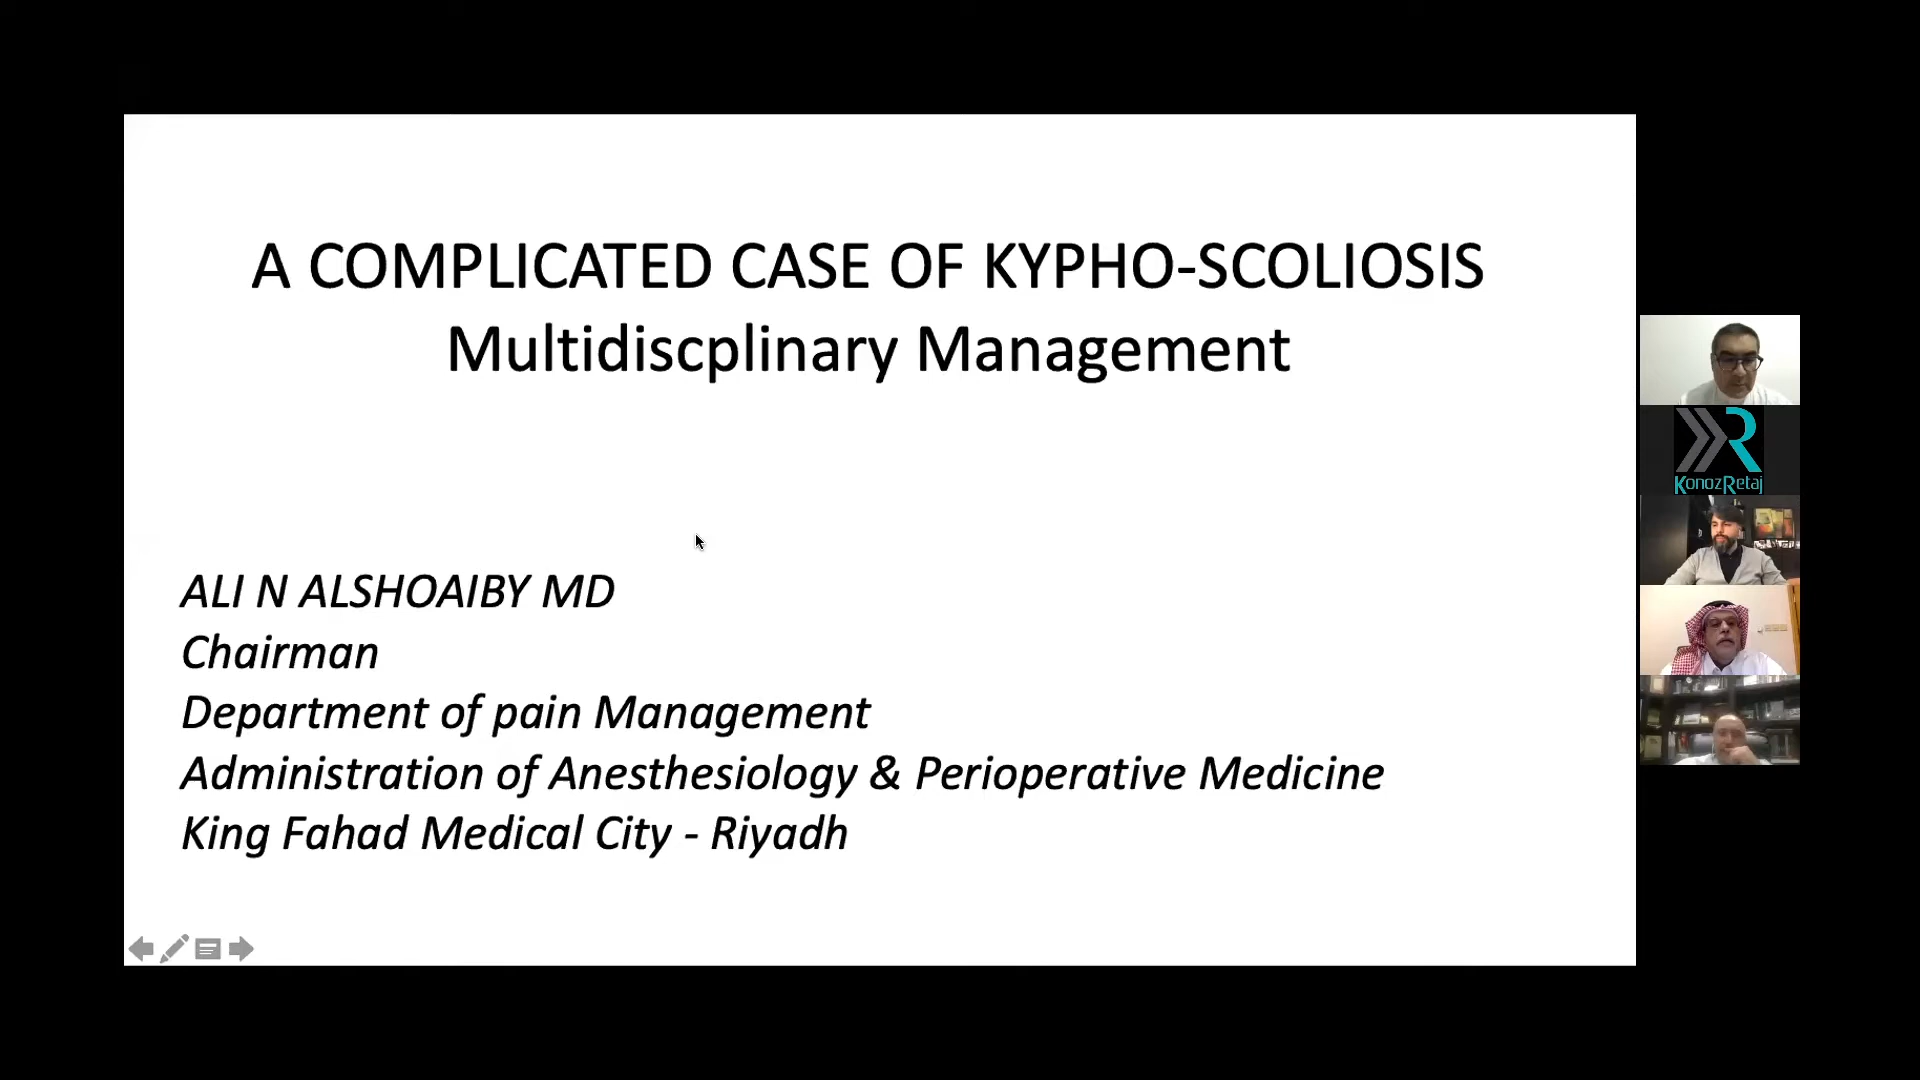 A COMPLICATED CASE OF KYPHO-SCOLIOSIS
Multidiscplinary Management
ALI N ALSHOAIBY MD
Chairman
Department of pain Management
Administration of Anesthesiology & Perioperative Medicine
King Fahad Medical City - Riyadh
KonozRetaj